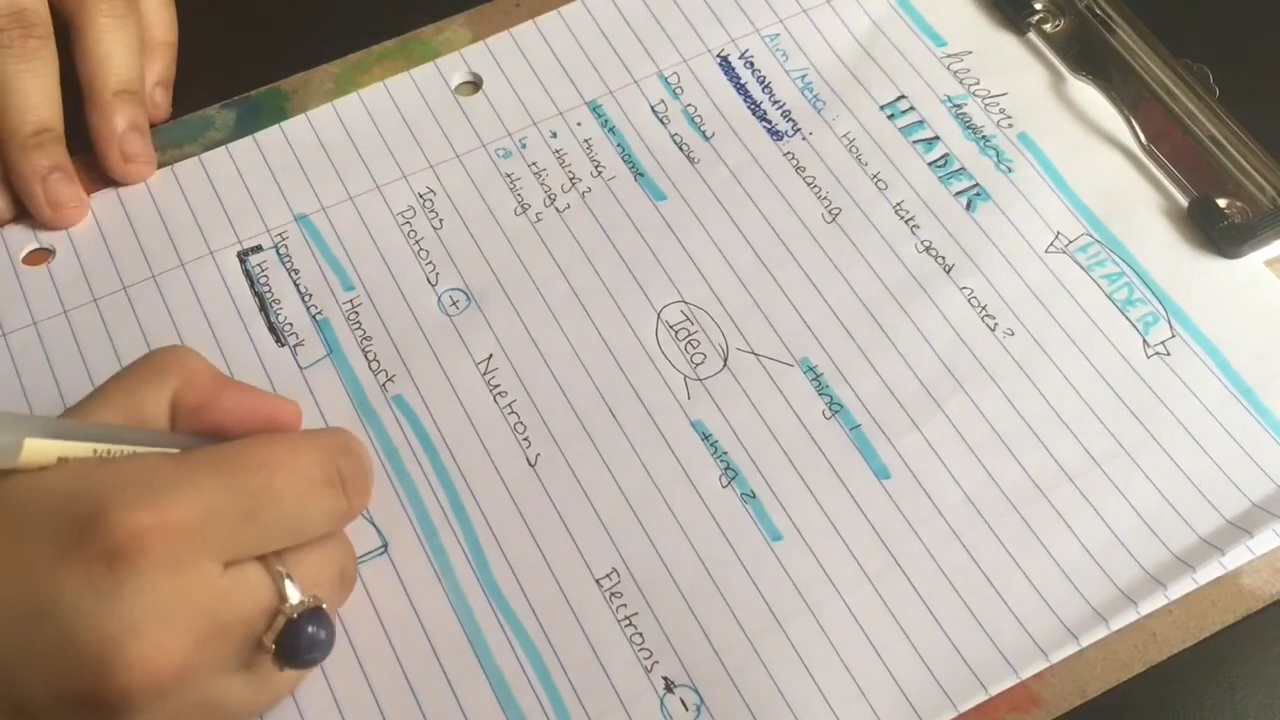 header
headers
HEADER
HEADER
Aim/Meta: How to take good notes?
Vocabulary: meaning
Do now
Do now
List name
• thing 1
→ thing 2
↳ thing 3
thing 4
Idea
thing 1
thing 2
Ions
Protons +
Nuetrons
Electrons -
Homework
Homework
Homework